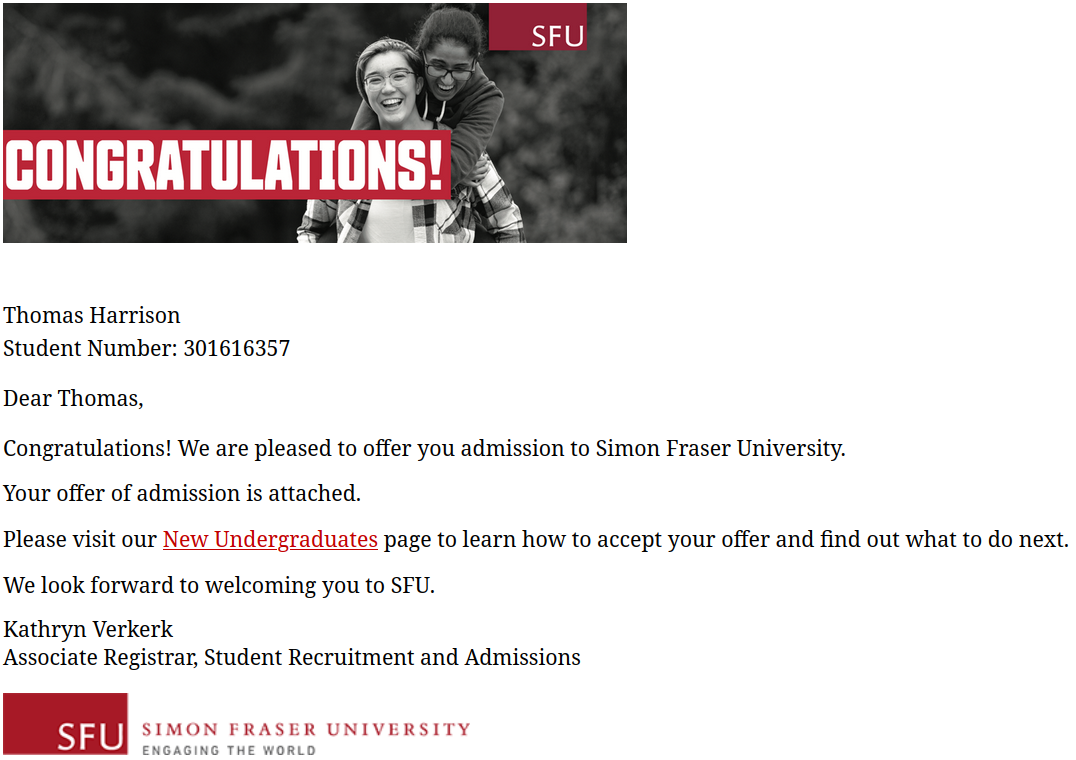 SFU
CONGRATULATIONS!
Thomas Harrison
Student Number: 301616357
Dear Thomas,
Congratulations! We are pleased to offer you admission to Simon Fraser University.
Your offer of admission is attached.
Please visit our New Undergraduates page to learn how to accept your offer and find out what to do next.
We look forward to welcoming you to SFU.
Kathryn Verkerk
Associate Registrar, Student Recruitment and Admissions
SFU SIMON FRASER UNIVERSITY
ENGAGING THE WORLD